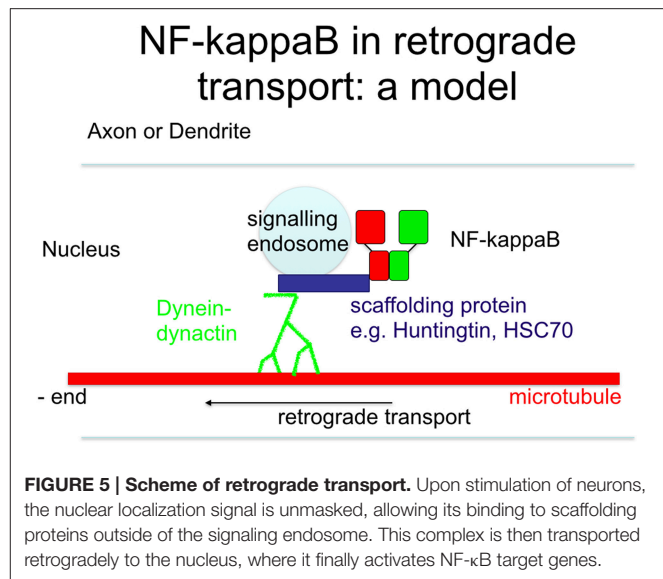 NF-kappaB in retrograde
transport: a model
Axon or Dendrite
signalling
endosome
Nucleus
NF-kappaB
Dynein-
dynactin
scaffolding protein
e.g. Huntingtin, HSC70
- end
microtubule
retrograde transport
FIGURE 5 | Scheme of retrograde transport. Upon stimulation of neurons,
the nuclear localization signal is unmasked, allowing its binding to scaffolding
proteins outside of the signaling endosome. This complex is then transported
retrogradely to the nucleus, where it finally activates NF-κB target genes.